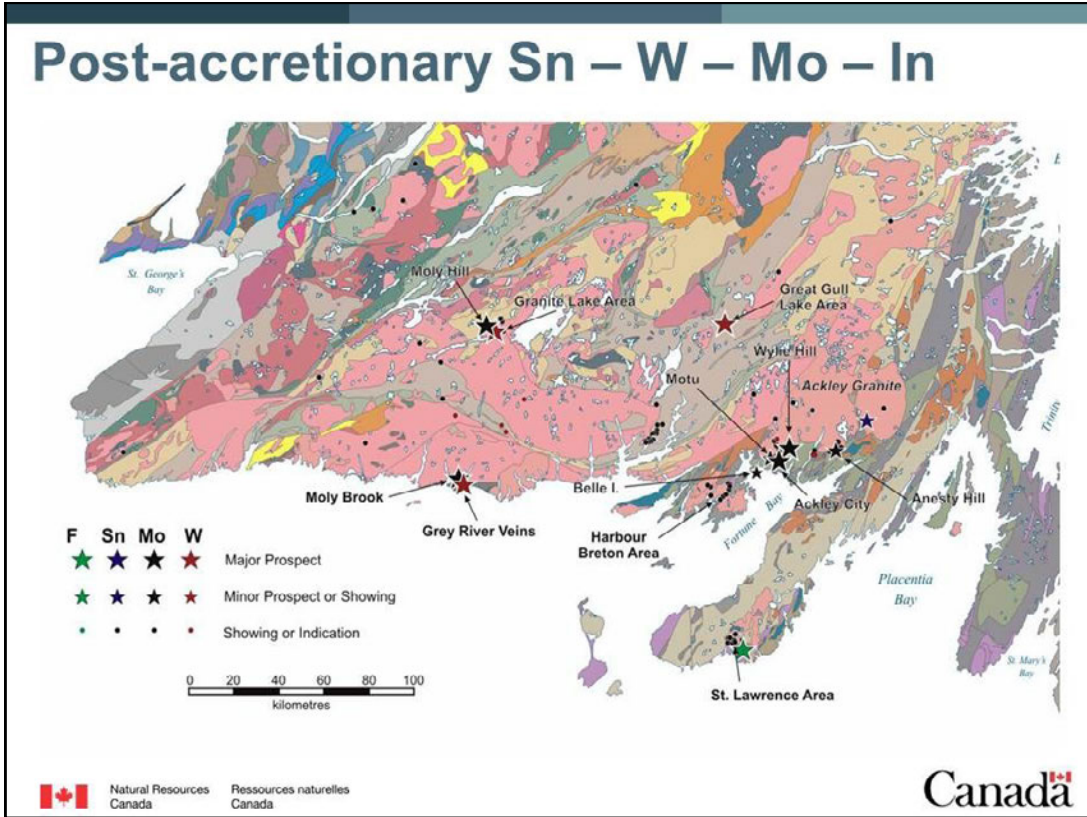 Post-accretionary Sn – W – Mo – In
St. George's
Bay
Moly Hill
Granite Lake Area
Great Gull
Lake Area
Wylie Hill
Motu
Ackley Granite
Trinity
Moly Brook
Belle I.
Ackley City
Anesty Hill
Grey River Veins
Fortune Bay
Harbour
Breton Area
Placentia
Bay
F Sn Mo W
Major Prospect
Minor Prospect or Showing
Showing or Indication
St. Mary's
Bay
0 20 40 60 80 100
kilometres
St. Lawrence Area
Natural Resources
Canada
Ressources naturelles
Canada
Canada